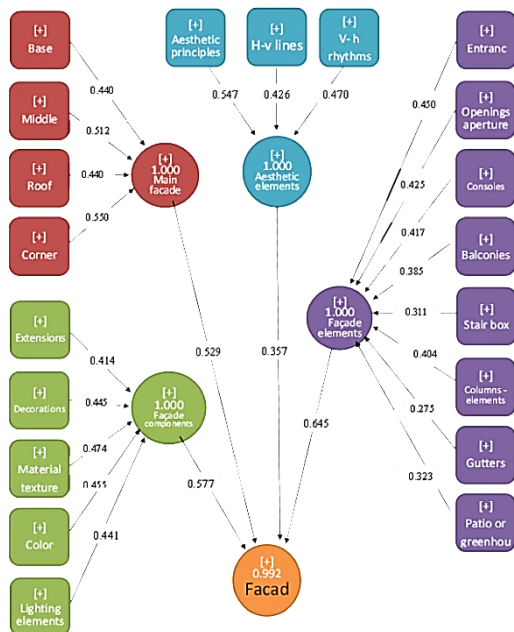 [+]
Base
[+]
Middle
[+]
Roof
[+]
Corner
0.440
0.512
0.440
0.550
[+]
1.000
Main
facade
[+]
Aesthetic
principles
[+]
H-v lines
[+]
V-h
rhythms
0.547
0.426
0.470
[+]
1.000
Aesthetic
elements
[+]
Entranc
[+]
Openings
aperture
[+]
Consoles
[+]
Balconies
[+]
Stair box
[+]
Columns -
elements
[+]
Gutters
[+]
Patio or
greenhou
0.450
0.425
0.417
0.385
0.311
0.404
0.275
0.323
[+]
1.000
Façade
elements
[+]
Extensions
[+]
Decorations
[+]
Material
texture
[+]
Color
[+]
Lighting
elements
0.414
0.445
0.474
0.455
0.441
[+]
1.000
Façade
components
0.529
0.357
0.645
0.577
[+]
0.992
Facad